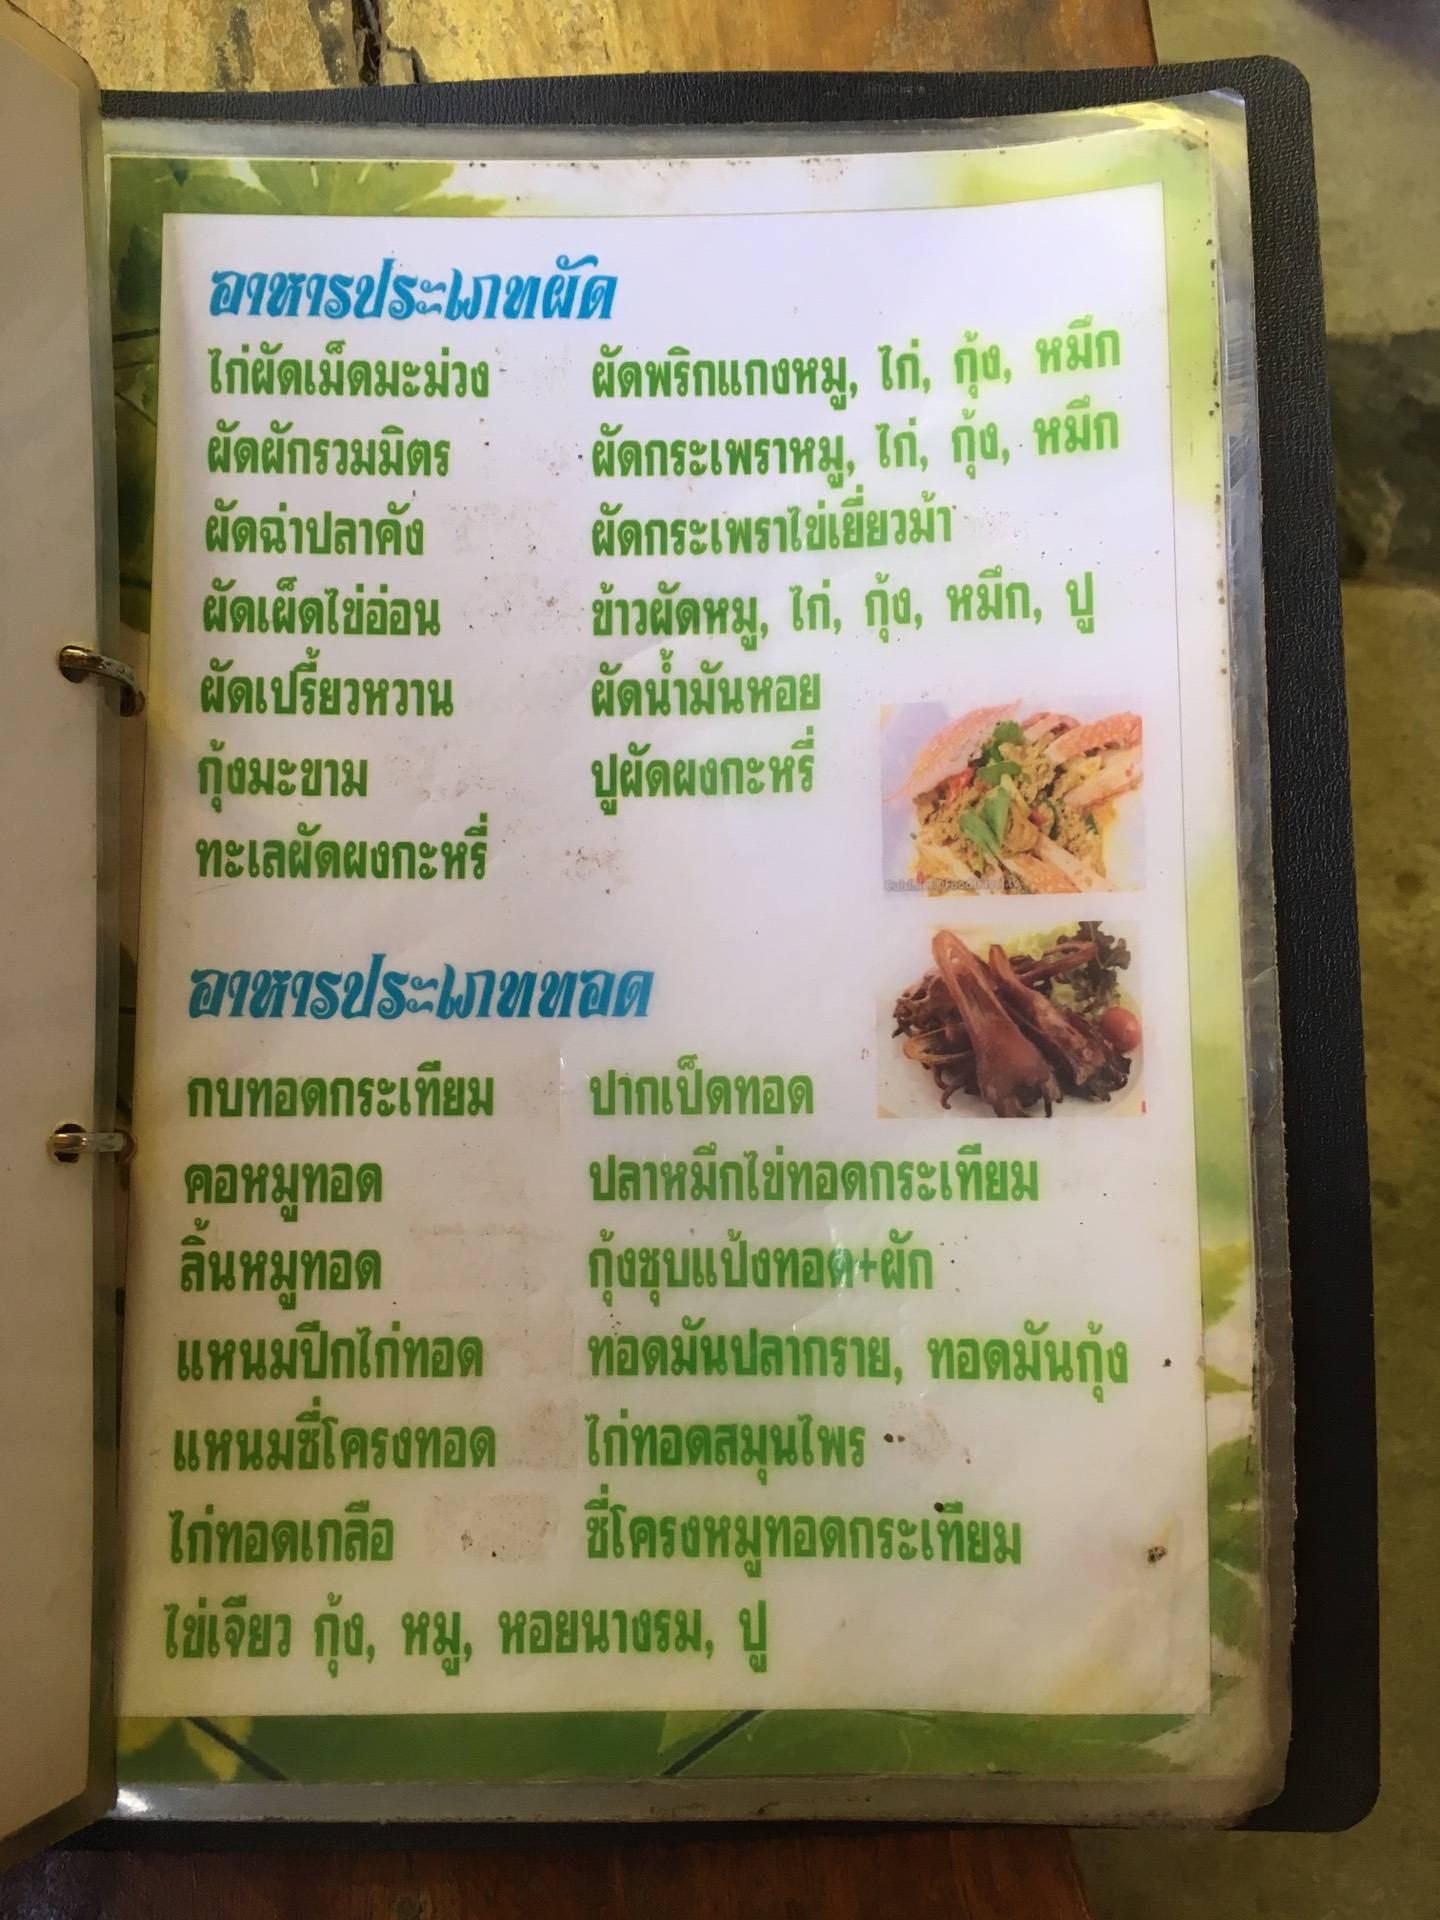 อาหารประเภทผัด
ไก่ผัดเม็ดมะม่วง
ผัดผักรวมมิตร
ผัดฉ่าปลาคัง
ผัดเผ็ดไข่อ่อน
ผัดเปรี้ยวหวาน
กุ้งมะขาม
ทะเลผัดผงกะหรี่
ผัดพริกแกงหมู, ไก่, กุ้ง, หมึก
ผัดกระเพราหมู, ไก่, กุ้ง, หมึก
ผัดกระเพราไข่เยี่ยวม้า
ข้าวผัดหมู, ไก่, กุ้ง, หมึก, ปู
ผัดน้ำมันหอย
ปูผัดผงกะหรี่
อาหารประเภททอด
กบทอดกระเทียม
คอหมูทอด
ลิ้นหมูทอด
แหนมปีกไก่ทอด
แหนมซี่โครงทอด
ไก่ทอดเกลือ
ไข่เจียว กุ้ง, หมู, หอยนางรม, ปู
ปากเป็ดทอด
ปลาหมึกไข่ทอดกระเทียม
กุ้งชุบแป้งทอด+ผัก
ทอดมันปลากราย, ทอดมันกุ้ง
ไก่ทอดสมุนไพร
ซี่โครงหมูทอดกระเทียม